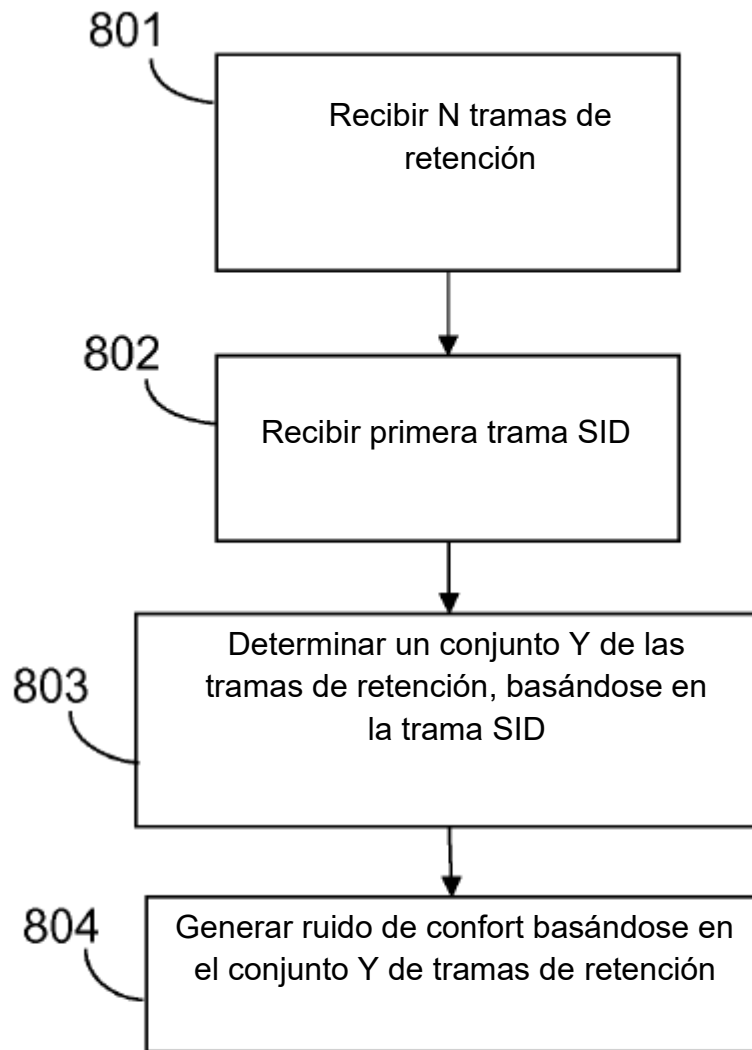 801
Recibir N tramas de
retención
802
Recibir primera trama SID
803
Determinar un conjunto Y de las
tramas de retención, basándose en
la trama SID
804
Generar ruido de confort basándose en
el conjunto Y de tramas de retención